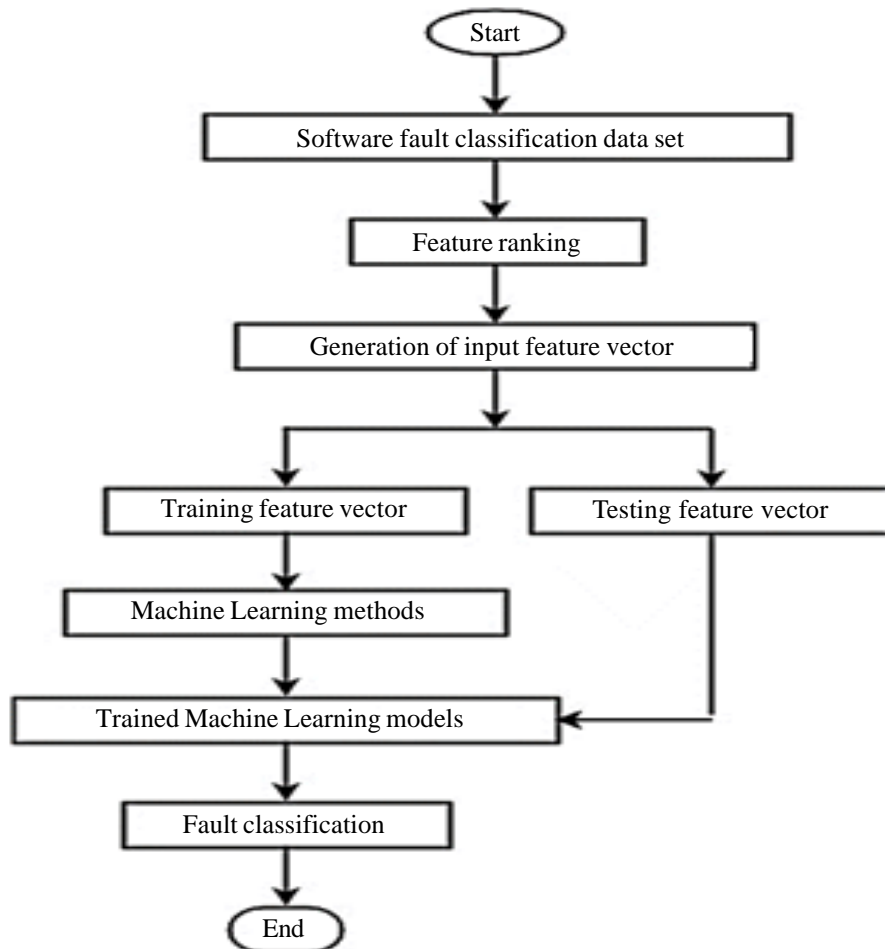 Start
Software fault classification data set
Feature ranking
Generation of input feature vector
Training feature vector
Testing feature vector
Machine Learning methods
Trained Machine Learning models
Fault classification
End